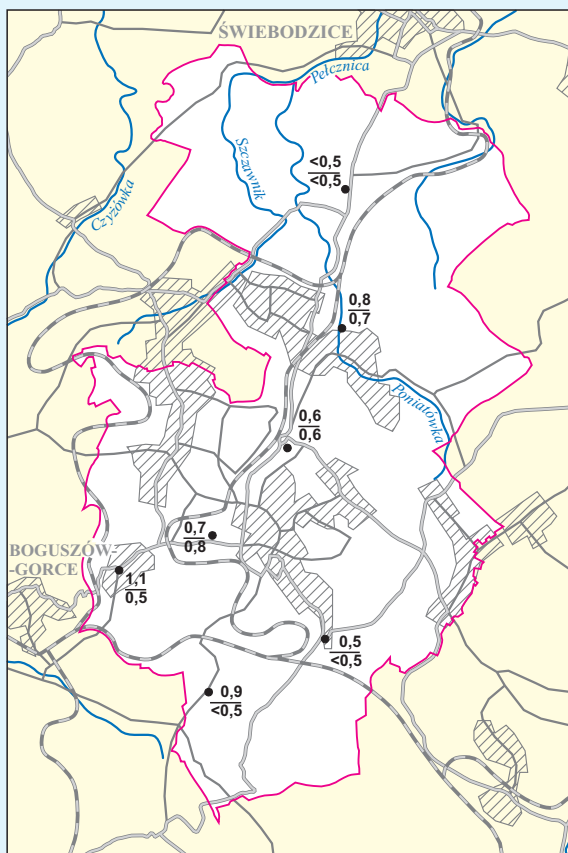 ŚWIEBODZICE
Pełcznica
Szczawnik
Czyżówka
<0,5
<0,5
0,8
0,7
Poniatówka
0,6
0,6
0,7
0,8
BOGUSZÓW-
-GORCE
1,1
0,5
0,5
<0,5
0,9
<0,5